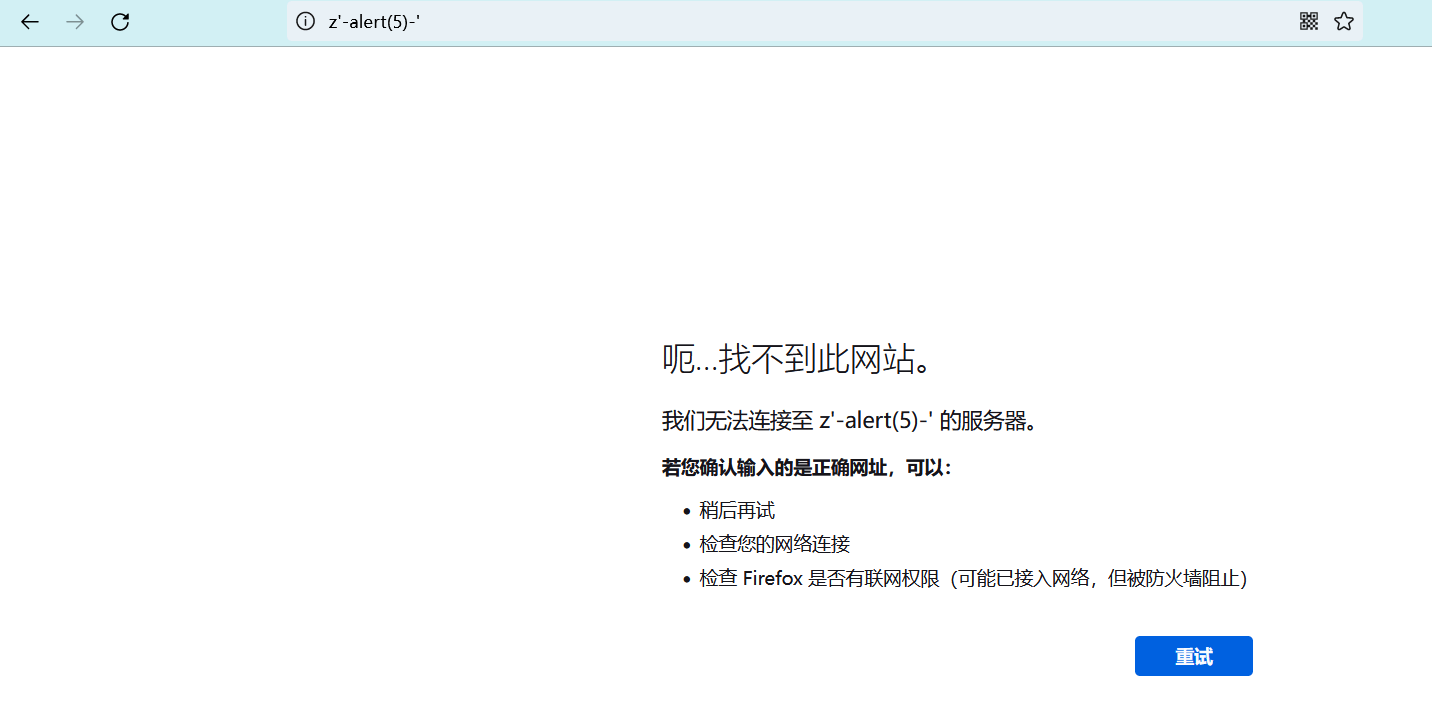 z'-alert(5)-'
呃…找不到此网站。
我们无法连接至 z'-alert(5)-' 的服务器。
若您确认输入的是正确网址，可以：
• 稍后再试
• 检查您的网络连接
• 检查 Firefox 是否有联网权限（可能已接入网络，但被防火墙阻止）
重试